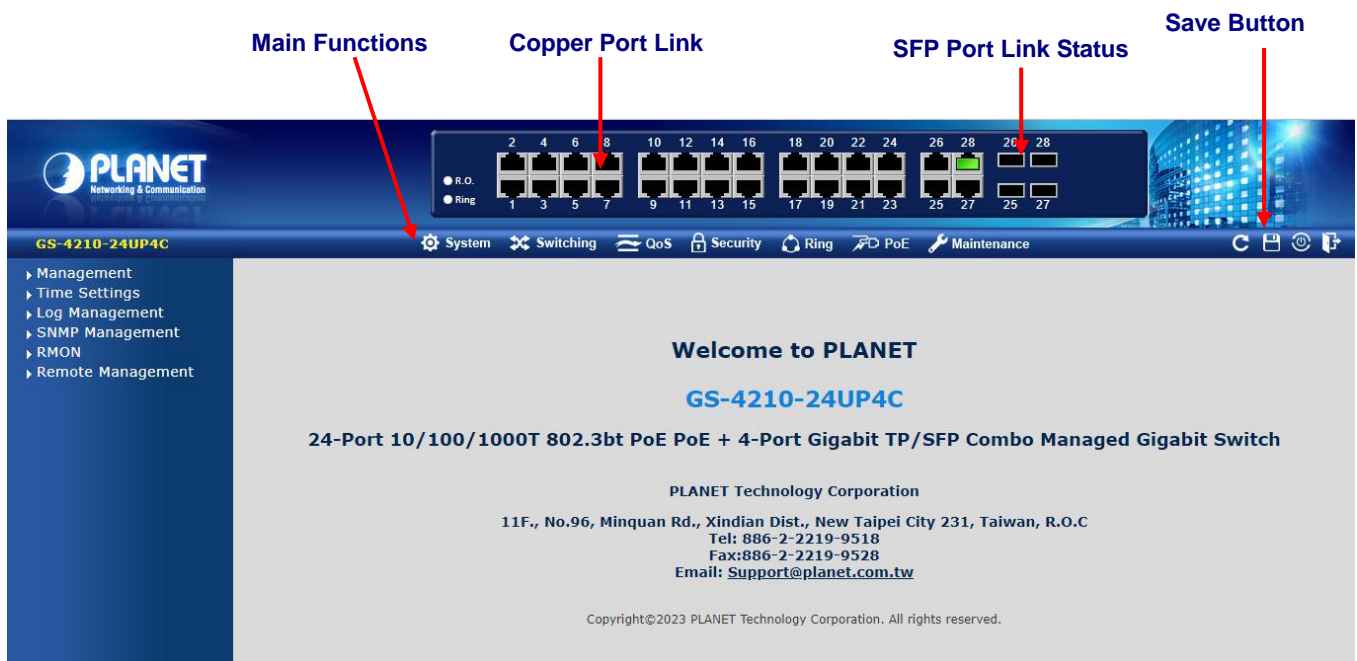 Save Button
Main Functions
Copper Port Link
SFP Port Link Status
2 4 6 8 10 12 14 16 18 20 22 24 26 28 26 28
PLANET
Networking & Communication
R.O.
Ring
1 3 5 7 9 11 13 15 17 19 21 23 25 27 25 27
GS-4210-24UP4C
System Switching QoS Security Ring PoE Maintenance
Management
Time Settings
Log Management
SNMP Management
RMON
Remote Management
Welcome to PLANET
GS-4210-24UP4C
24-Port 10/100/1000T 802.3bt PoE PoE + 4-Port Gigabit TP/SFP Combo Managed Gigabit Switch
PLANET Technology Corporation
11F., No.96, Minquan Rd., Xindian Dist., New Taipei City 231, Taiwan, R.O.C
Tel: 886-2-2219-9518
Fax:886-2-2219-9528
Email: Support@planet.com.tw
Copyright©2023 PLANET Technology Corporation. All rights reserved.